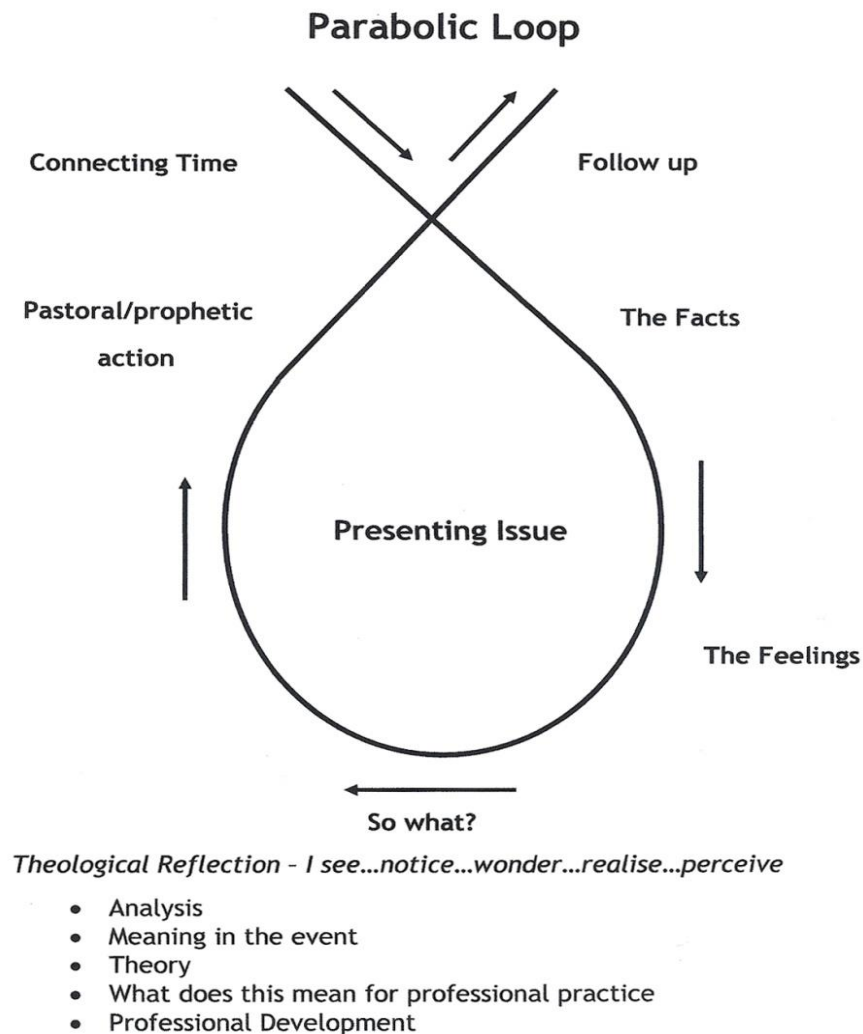 Parabolic Loop
Connecting Time
Follow up
Pastoral/prophetic
action
The Facts
Presenting Issue
The Feelings
So what?
Theological Reflection – I see...notice...wonder...realise...perceive
• Analysis
• Meaning in the event
• Theory
• What does this mean for professional practice
• Professional Development